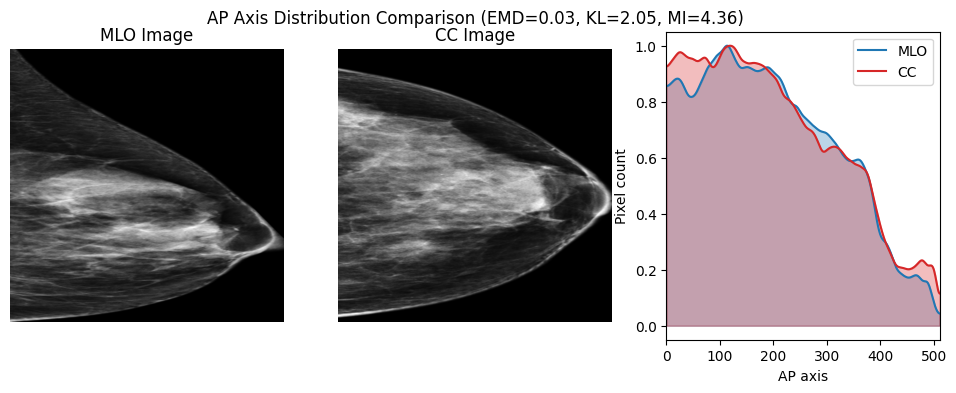 AP Axis Distribution Comparison (EMD=0.03, KL=2.05, MI=4.36)
MLO Image
CC Image
MLO
CC
Pixel count
1.0
0.8
0.6
0.4
0.2
0.0
0 100 200 300 400 500
AP axis